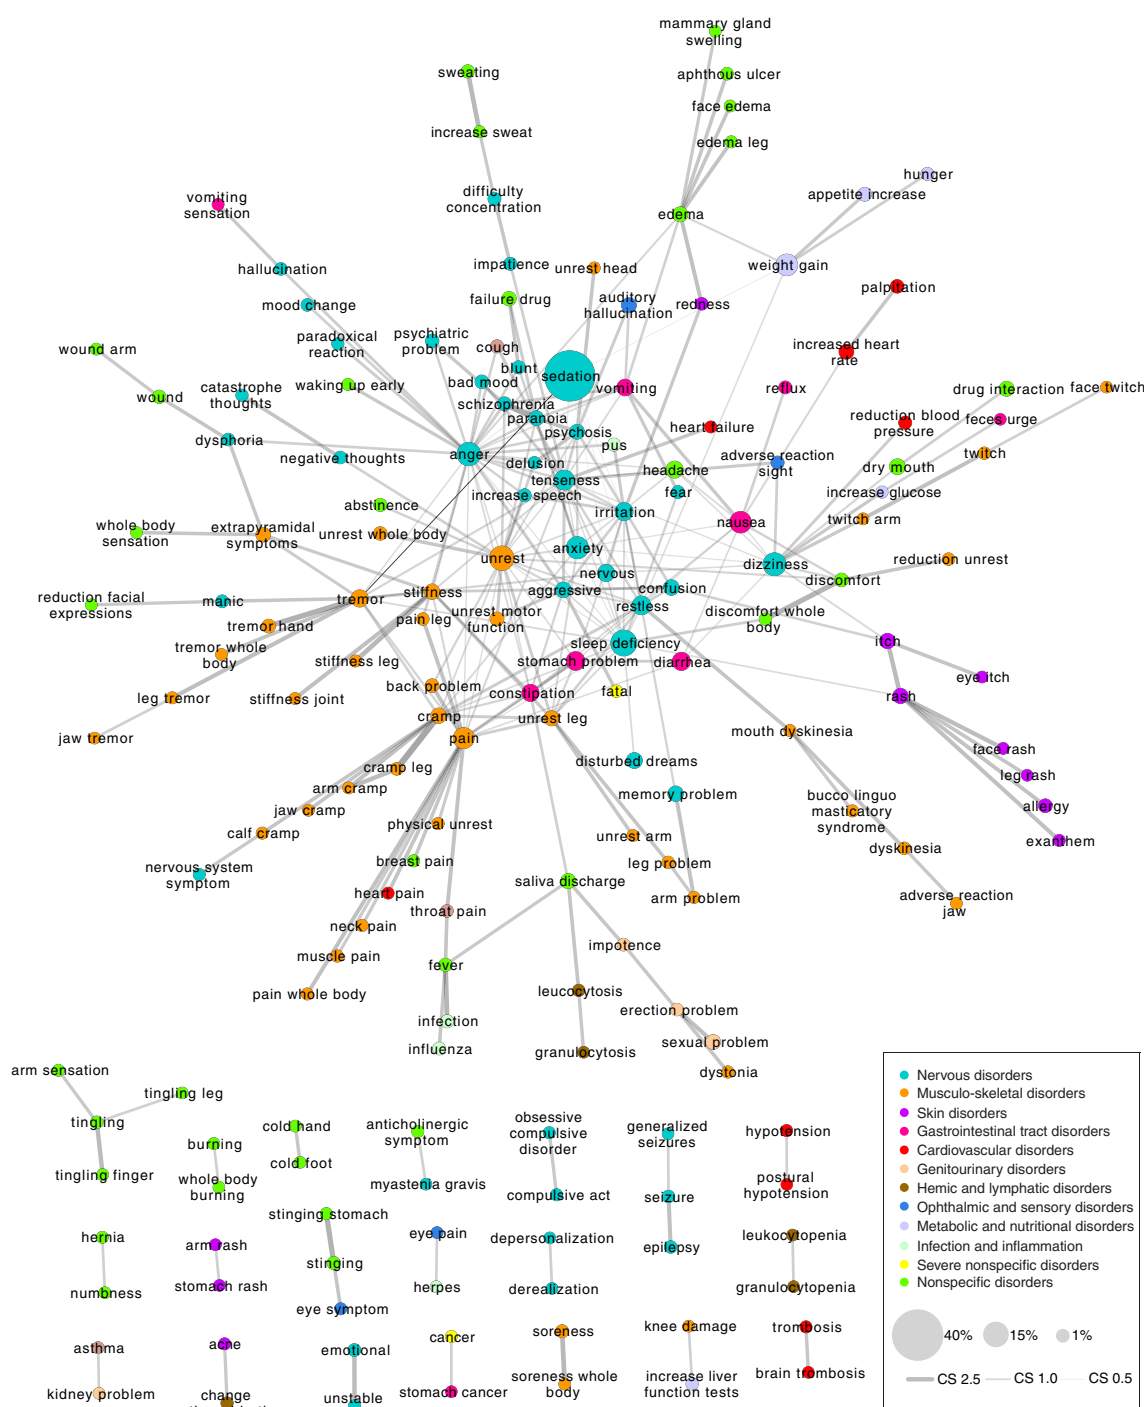 mammary gland
swelling
sweating
aphthous ulcer
face edema
increase sweat
edema leg
hunger
appetite increase
vomiting
sensation
difficulty
concentration
edema
hallucination
impatience
unrest head
weight gain
palpitation
mood change
failure drug
auditory
hallucination
redness
paradoxical
reaction
psychiatric
problem
cough
increased heart
rate
wound arm
blunt
sedation
bad mood
vomiting
reflux
drug interaction
face twitch
waking up early
catastrophe
thoughts
wound
schizophrenia
paranoia
psychosis
reduction blood
pressure
feces urge
heart failure
pus
dysphoria
negative thoughts
anger
delusion
headache
adverse reaction
sight
twitch
dry mouth
tenseness
increase speech
fear
increase glucose
abstinence
irritation
nausea
twitch arm
whole body
sensation
extrapyramidal
symptoms
unrest whole body
unrest
anxiety
dizziness
reduction unrest
nervous
discomfort
reduction facial
expressions
manic
tremor
stiffness
aggressive
confusion
restless
discomfort whole
body
tremor hand
pain leg
unrest motor
function
tremor whole
body
stiffness leg
sleep deficiency
stomach problem
diarrhea
itch
eye itch
leg tremor
stiffness joint
back problem
constipation
fatal
rash
cramp
unrest leg
jaw tremor
pain
mouth dyskinesia
face rash
cramp leg
disturbed dreams
leg rash
arm cramp
memory problem
bucco linguo
masticatory
syndrome
allergy
jaw cramp
calf cramp
physical unrest
unrest arm
exanthem
dyskinesia
nervous system
symptom
breast pain
leg problem
saliva discharge
heart pain
arm problem
adverse reaction
jaw
throat pain
neck pain
impotence
muscle pain
fever
pain whole body
leucocytosis
erection problem
infection
influenza
granulocytosis
sexual problem
dystonia
arm sensation
tingling leg
tingling
tingling finger
burning
whole body
burning
cold hand
cold foot
anticholinergic
symptom
myastenia gravis
obsessive
compulsive
disorder
compulsive act
generalized
seizures
seizure
epilepsy
hypotension
postural
hypotension
hernia
numbness
arm rash
stomach rash
stinging stomach
stinging
eye symptom
eye pain
herpes
depersonalization
derealization
leukocytopenia
granulocytopenia
asthma
kidney problem
acne
change
emotional
unstable
cancer
stomach cancer
soreness
soreness whole
body
knee damage
increase liver
function tests
trombosis
brain trombosis
Nervous disorders
Musculo-skeletal disorders
Skin disorders
Gastrointestinal tract disorders
Cardiovascular disorders
Genitourinary disorders
Hemic and lymphatic disorders
Ophthalmic and sensory disorders
Metabolic and nutritional disorders
Infection and inflammation
Severe nonspecific disorders
Nonspecific disorders
40% 15% 1%
CS 2.5 CS 1.0 CS 0.5